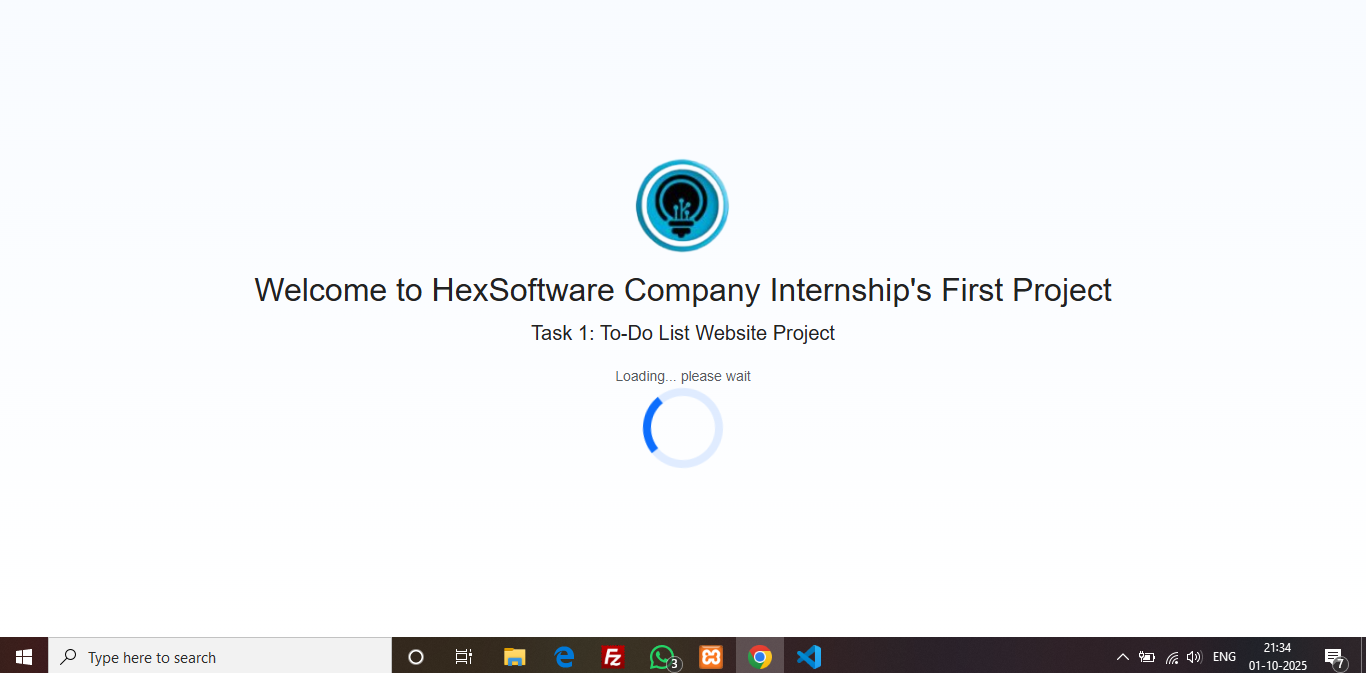 Welcome to HexSoftware Company Internship's First Project
Task 1: To-Do List Website Project
Loading... please wait
Type here to search
Fz
3
ENG
21:34
01-10-2025
7